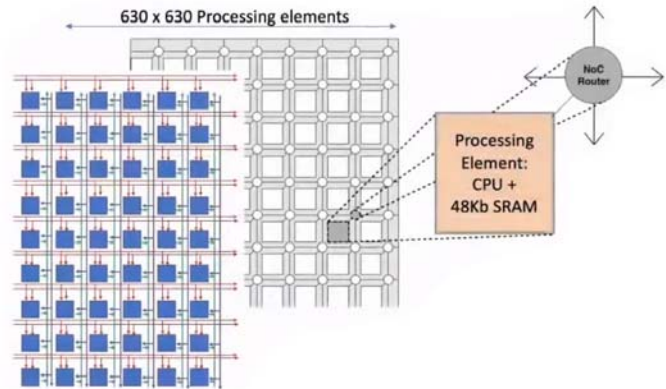 630 x 630 Processing elements
NoC
Router
Processing
Element:
CPU +
48Kb SRAM